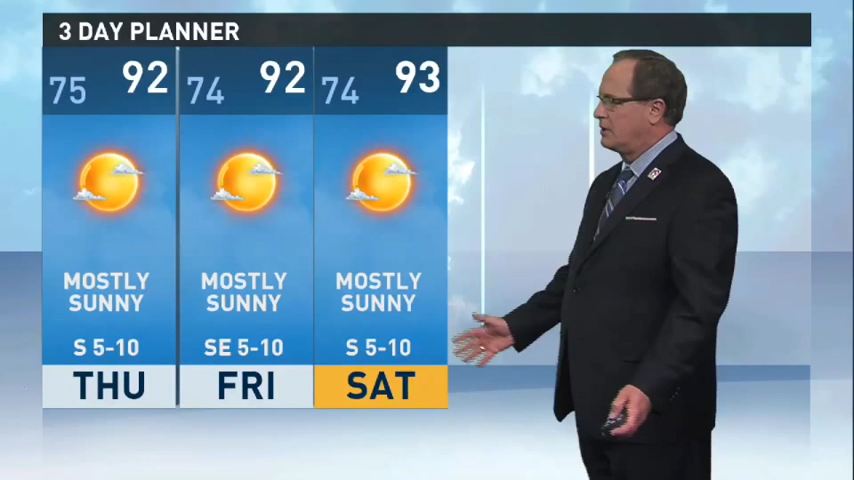 3 DAY PLANNER
75 92
74 92
74 93
MOSTLY
SUNNY
MOSTLY
SUNNY
MOSTLY
SUNNY
S 5-10
SE 5-10
S 5-10
THU
FRI
SAT